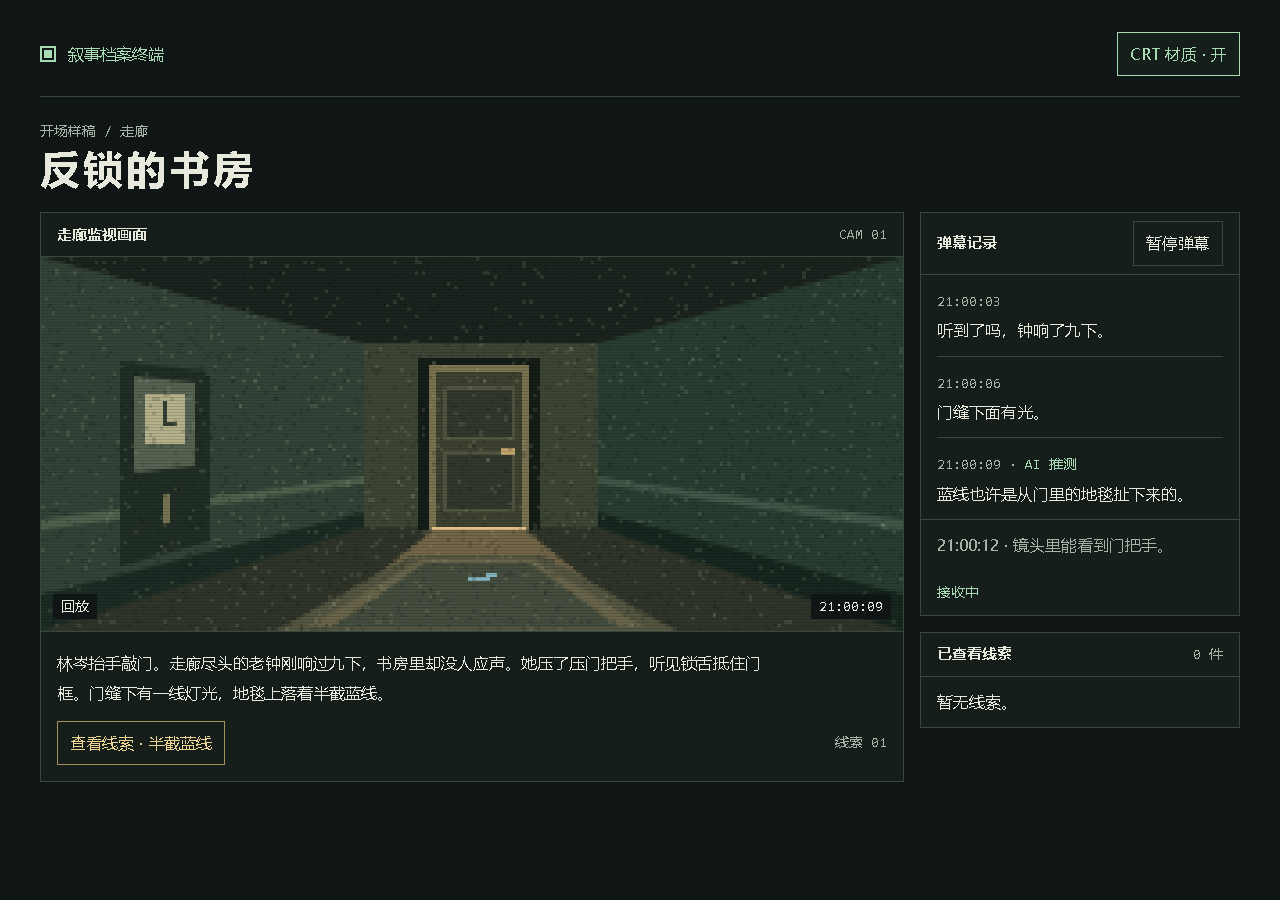 叙事档案终端
CRT 材质 · 开
开场样稿 / 走廊
反锁的书房
走廊监视画面
CAM 01
L
回放
21:00:09
林岑抬手敲门。走廊尽头的老钟刚响过九下，书房里却没人应声。她压了压门把手，听见锁舌抵住门
框。门缝下有一线灯光，地毯上落着半截蓝线。
查看线索 · 半截蓝线
线索 01
弹幕记录
暂停弹幕
21:00:03
听到了吗，钟响了九下。
21:00:06
门缝下面有光。
21:00:09 · AI 推测
蓝线也许是从门里的地毯扯下来的。
21:00:12 · 镜头里能看到门把手。
接收中
已查看线索
0 件
暂无线索。